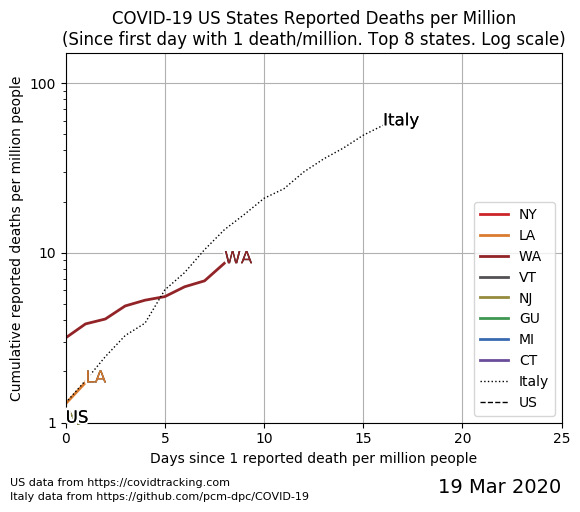 COVID-19 US States Reported Deaths per Million
(Since first day with 1 death/million. Top 8 states. Log scale)
Cumulative reported deaths per million people
100
10
1
Italy
WA
LA
US
NY
LA
WA
VT
NJ
GU
MI
CT
Italy
US
0 5 10 15 20 25
Days since 1 reported death per million people
US data from https://covidtracking.com
Italy data from https://github.com/pcm-dpc/COVID-19
19 Mar 2020